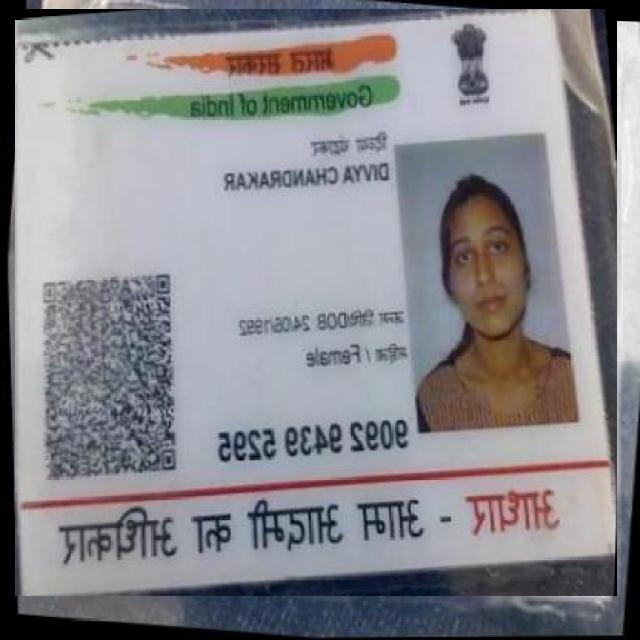 भारत सरकार
Government of India
दिव्या चंद्राकर
DIVYA CHANDRAKAR
जन्म तिथि/DOB 24/06/1992
महिला / Female
9092 9439 5295
आधार - आम आदमी का अधिकार